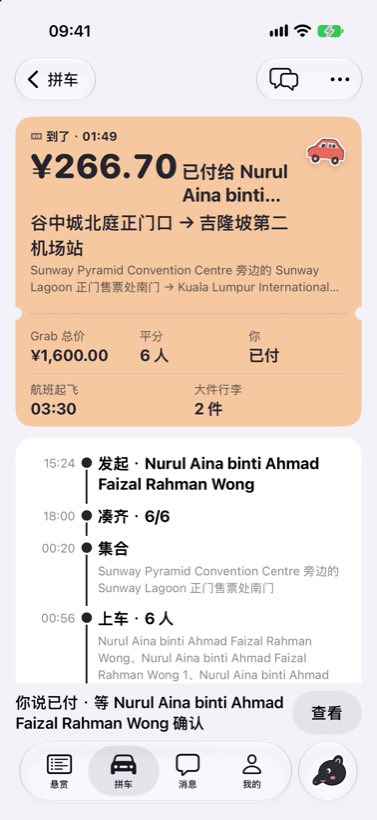 09:41
拼车
到了 · 01:49
¥266.70 已付给 Nurul
Aina binti...
谷中城北庭正门口 → 吉隆坡第二
机场站
Sunway Pyramid Convention Centre 旁边的 Sunway
Lagoon 正门售票处南门 → Kuala Lumpur International...
Grab 总价 平分 你
¥1,600.00 6 人 已付
航班起飞 大件行李
03:30 2 件
15:24 发起 · Nurul Aina binti Ahmad
Faizal Rahman Wong
18:00 凑齐 · 6/6
00:20 集合
Sunway Pyramid Convention Centre 旁边的
Sunway Lagoon 正门售票处南门
00:56 上车 · 6 人
Nurul Aina binti Ahmad Faizal Rahman
Wong、Nurul Aina binti Ahmad Faizal
Rahman Wong 1、Nurul Aina binti Ahmad
你说已付 · 等 Nurul Aina binti Ahmad
Faizal Rahman Wong 确认
查看
悬赏 拼车 消息 我的